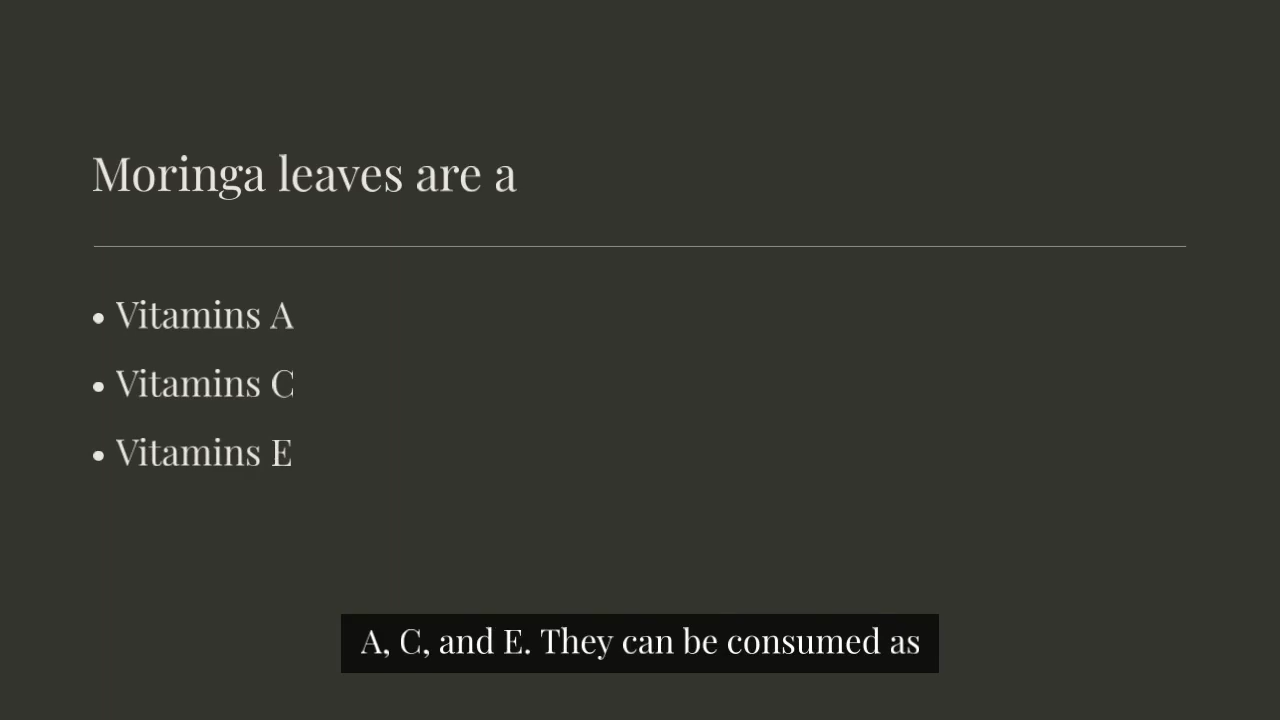 Moringa leaves are a
• Vitamins A
• Vitamins C
• Vitamins E
A, C, and E. They can be consumed as